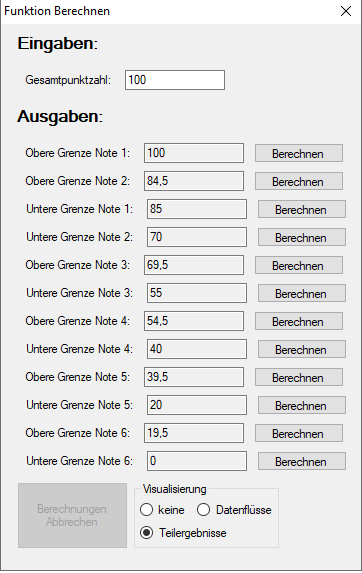 Funktion Berechnen
Eingaben:
Gesamtpunktzahl: 100
Ausgaben:
Obere Grenze Note 1: 100 Berechnen
Obere Grenze Note 2: 84,5 Berechnen
Untere Grenze Note 1: 85 Berechnen
Untere Grenze Note 2: 70 Berechnen
Obere Grenze Note 3: 69,5 Berechnen
Untere Grenze Note 3: 55 Berechnen
Obere Grenze Note 4: 54,5 Berechnen
Untere Grenze Note 4: 40 Berechnen
Obere Grenze Note 5: 39,5 Berechnen
Untere Grenze Note 5: 20 Berechnen
Obere Grenze Note 6: 19,5 Berechnen
Untere Grenze Note 6: 0 Berechnen
Berechnungen
Abbrechen
Visualisierung
keine Datenflüsse
Teilergebnisse